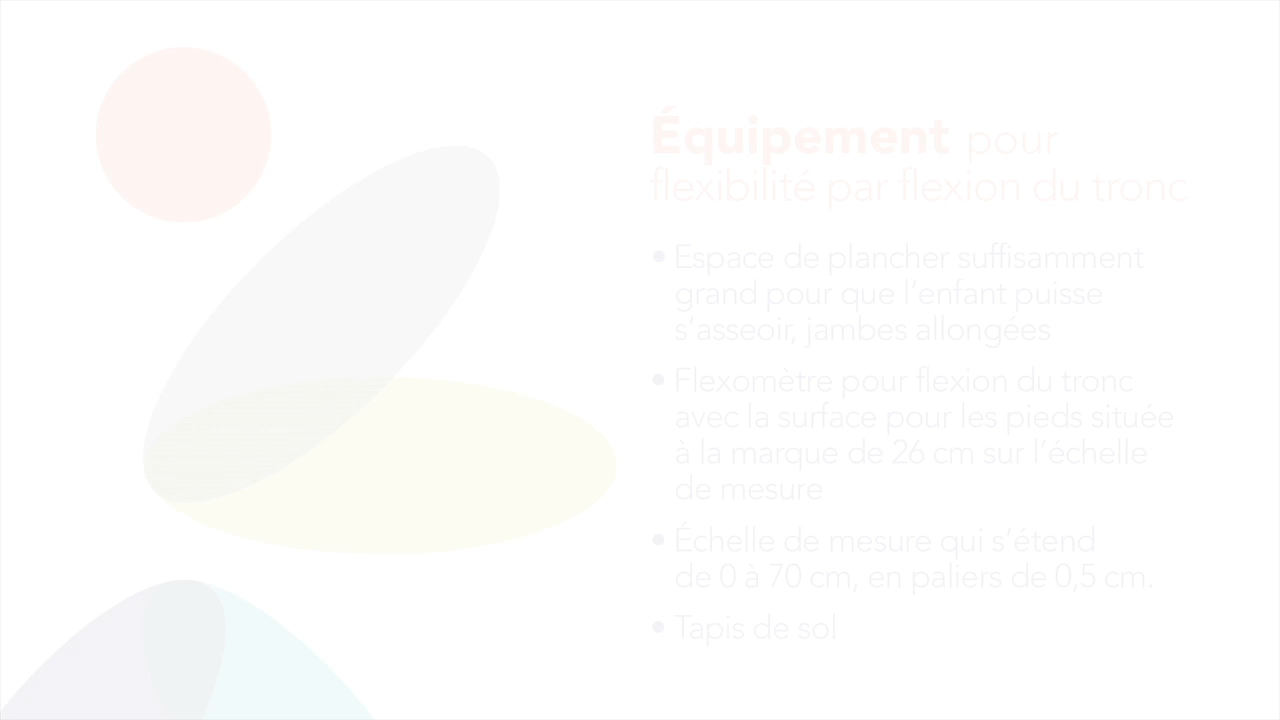 Équipement pour
flexibilité par flexion du tronc
• Espace de plancher suffisamment
grand pour que l’enfant puisse
s’asseoir, jambes allongées
• Flexomètre pour flexion du tronc
avec la surface pour les pieds située
à la marque de 26 cm sur l’échelle
de mesure
• Échelle de mesure qui s’étend
de 0 à 70 cm, en paliers de 0,5 cm.
• Tapis de sol